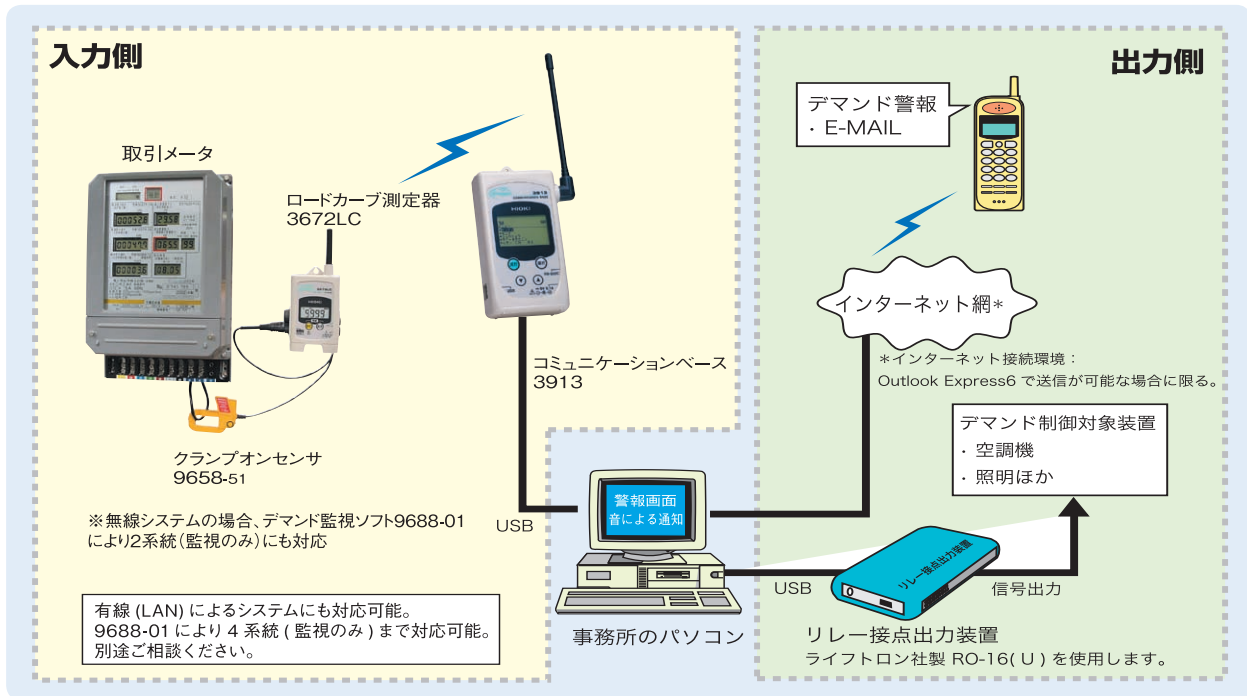 入力側
取引メータ
ロードカーブ測定器
3672LC
HIOKI
5.999
クランプオンセンサ
9658-51
コミュニケーションベース
3913
※無線システムの場合、デマンド監視ソフト9688-01
により2系統(監視のみ)にも対応
有線(LAN)によるシステムにも対応可能。
9688-01 により 4 系統 ( 監視のみ ) まで対応可能。
別途ご相談ください。
USB
警報画面
音による通知
事務所のパソコン
出力側
デマンド警報
・ E-MAIL
インターネット網*
*インターネット接続環境：
Outlook Express6 で送信が可能な場合に限る。
デマンド制御対象装置
・ 空調機
・ 照明ほか
USB
リレー接点出力装置
信号出力
リレー接点出力装置
ライフトロン社製 RO-16( U ) を使用します。